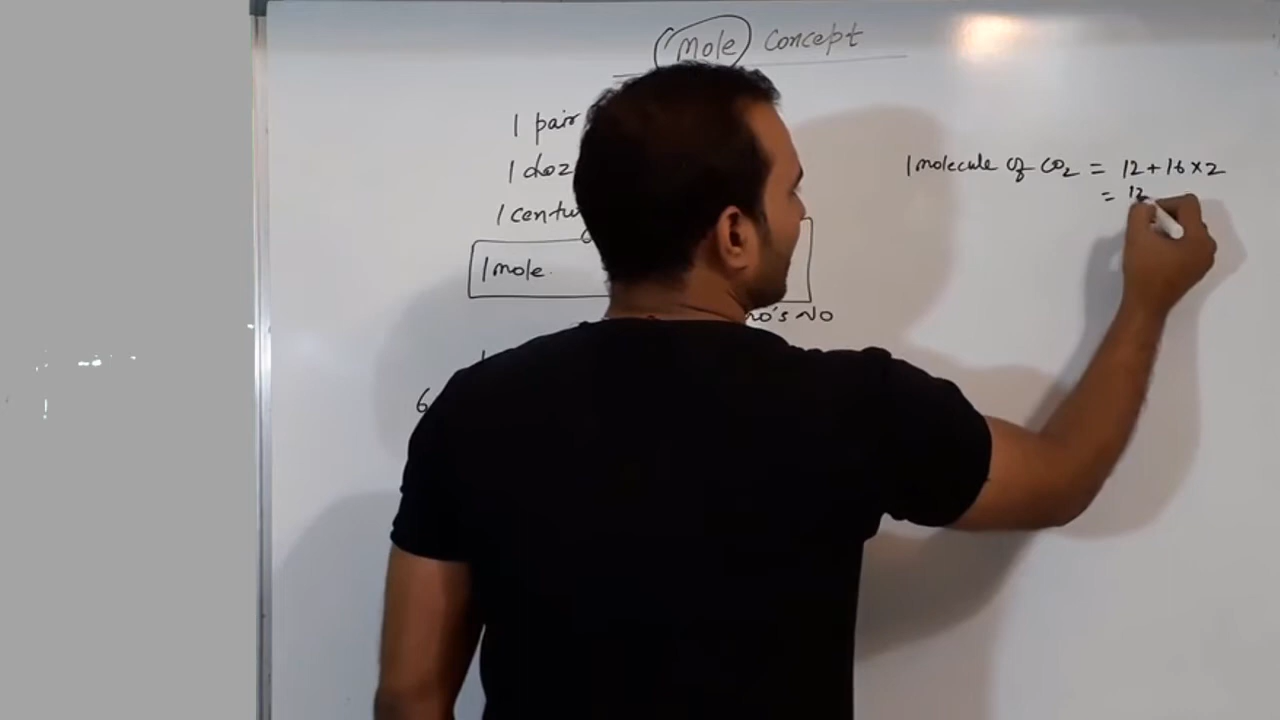 mole Concept
1 pair
1 doz
1 centu
1 mole.
no's No
6
1 molecule of CO2 = 12 + 16 × 2
= 12